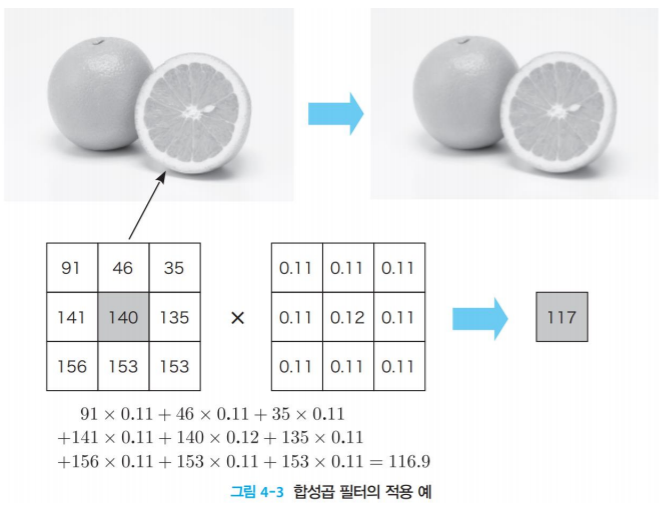 91 46 35
141 140 135
156 153 153
×
0.11 0.11 0.11
0.11 0.12 0.11
0.11 0.11 0.11
117
91 × 0.11 + 46 × 0.11 + 35 × 0.11
+141 × 0.11 + 140 × 0.12 + 135 × 0.11
+156 × 0.11 + 153 × 0.11 + 153 × 0.11 = 116.9
그림 4-3 합성곱 필터의 적용 예